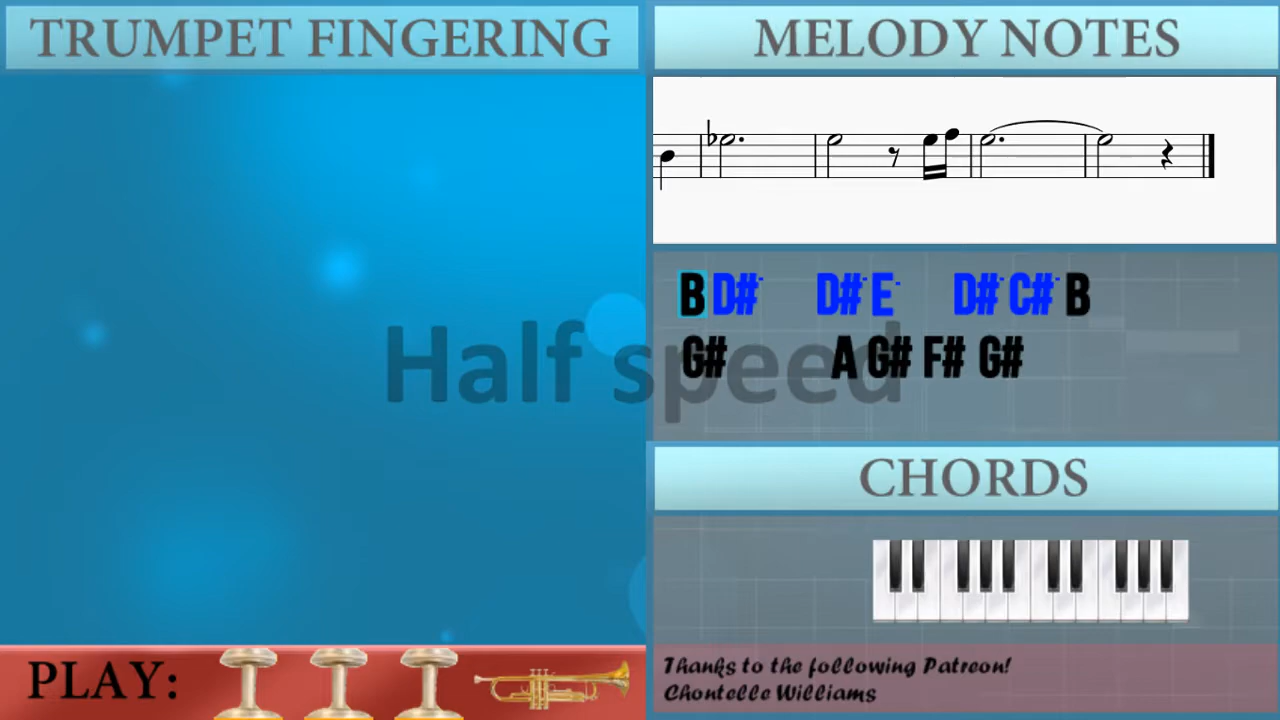 TRUMPET FINGERING
MELODY NOTES
B D#- D#- E- D#- C#- B
G# A G# F# G#
Half speed
CHORDS
PLAY:
Thanks to the following Patreon!
Chontelle Williams